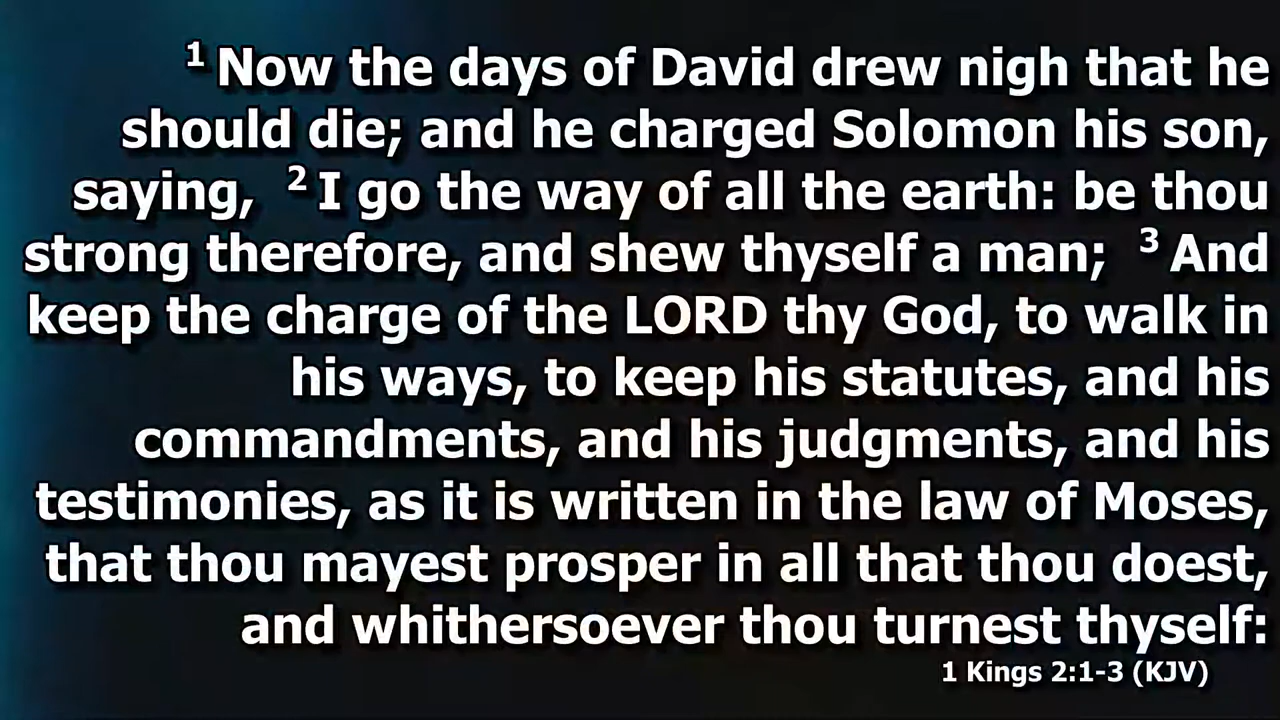 1 Now the days of David drew nigh that he
should die; and he charged Solomon his son,
saying, 2 I go the way of all the earth: be thou
strong therefore, and shew thyself a man; 3 And
keep the charge of the LORD thy God, to walk in
his ways, to keep his statutes, and his
commandments, and his judgments, and his
testimonies, as it is written in the law of Moses,
that thou mayest prosper in all that thou doest,
and whithersoever thou turnest thyself:
1 Kings 2:1-3 (KJV)